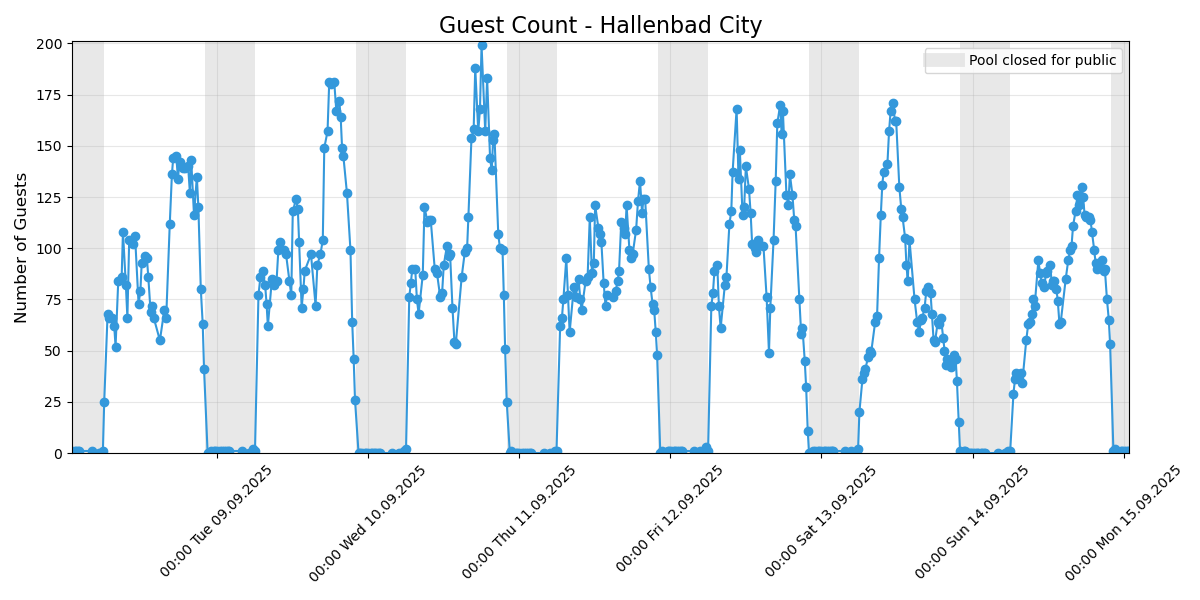 Guest Count - Hallenbad City
Pool closed for public
Number of Guests
200
175
150
125
100
75
50
25
0
00:00 Tue 09.09.2025
00:00 Wed 10.09.2025
00:00 Thu 11.09.2025
00:00 Fri 12.09.2025
00:00 Sat 13.09.2025
00:00 Sun 14.09.2025
00:00 Mon 15.09.2025